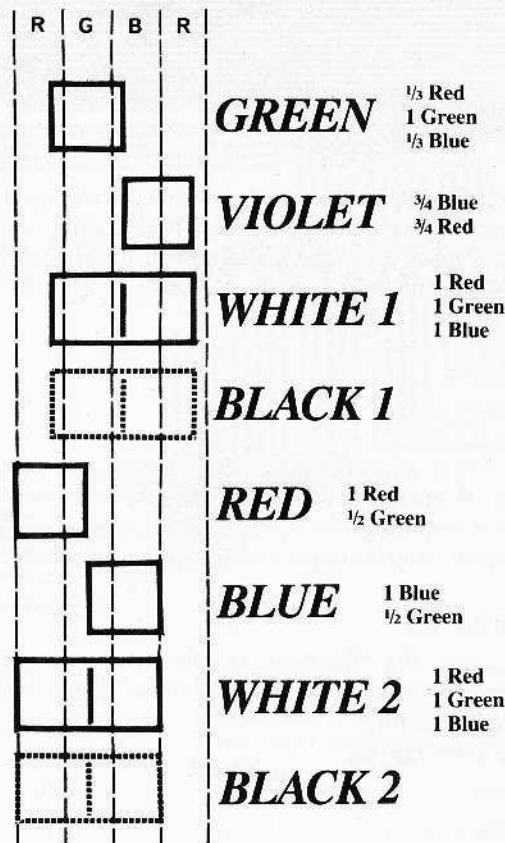 R G B R
GREEN
1/3 Red
1 Green
1/3 Blue
VIOLET
3/4 Blue
3/4 Red
WHITE 1
1 Red
1 Green
1 Blue
BLACK 1
RED
1 Red
1/2 Green
BLUE
1 Blue
1/2 Green
WHITE 2
1 Red
1 Green
1 Blue
BLACK 2